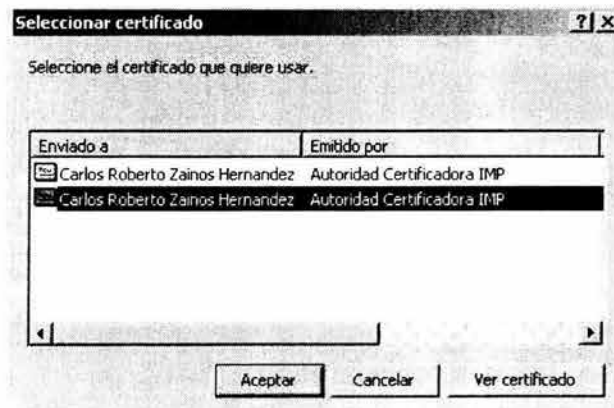 Seleccionar certificado
Seleccione el certificado que quiere usar.
Enviado a Emitido por
Carlos Roberto Zainos Hernandez Autoridad Certificadora IMP
Carlos Roberto Zainos Hernandez Autoridad Certificadora IMP
Aceptar Cancelar Ver certificado